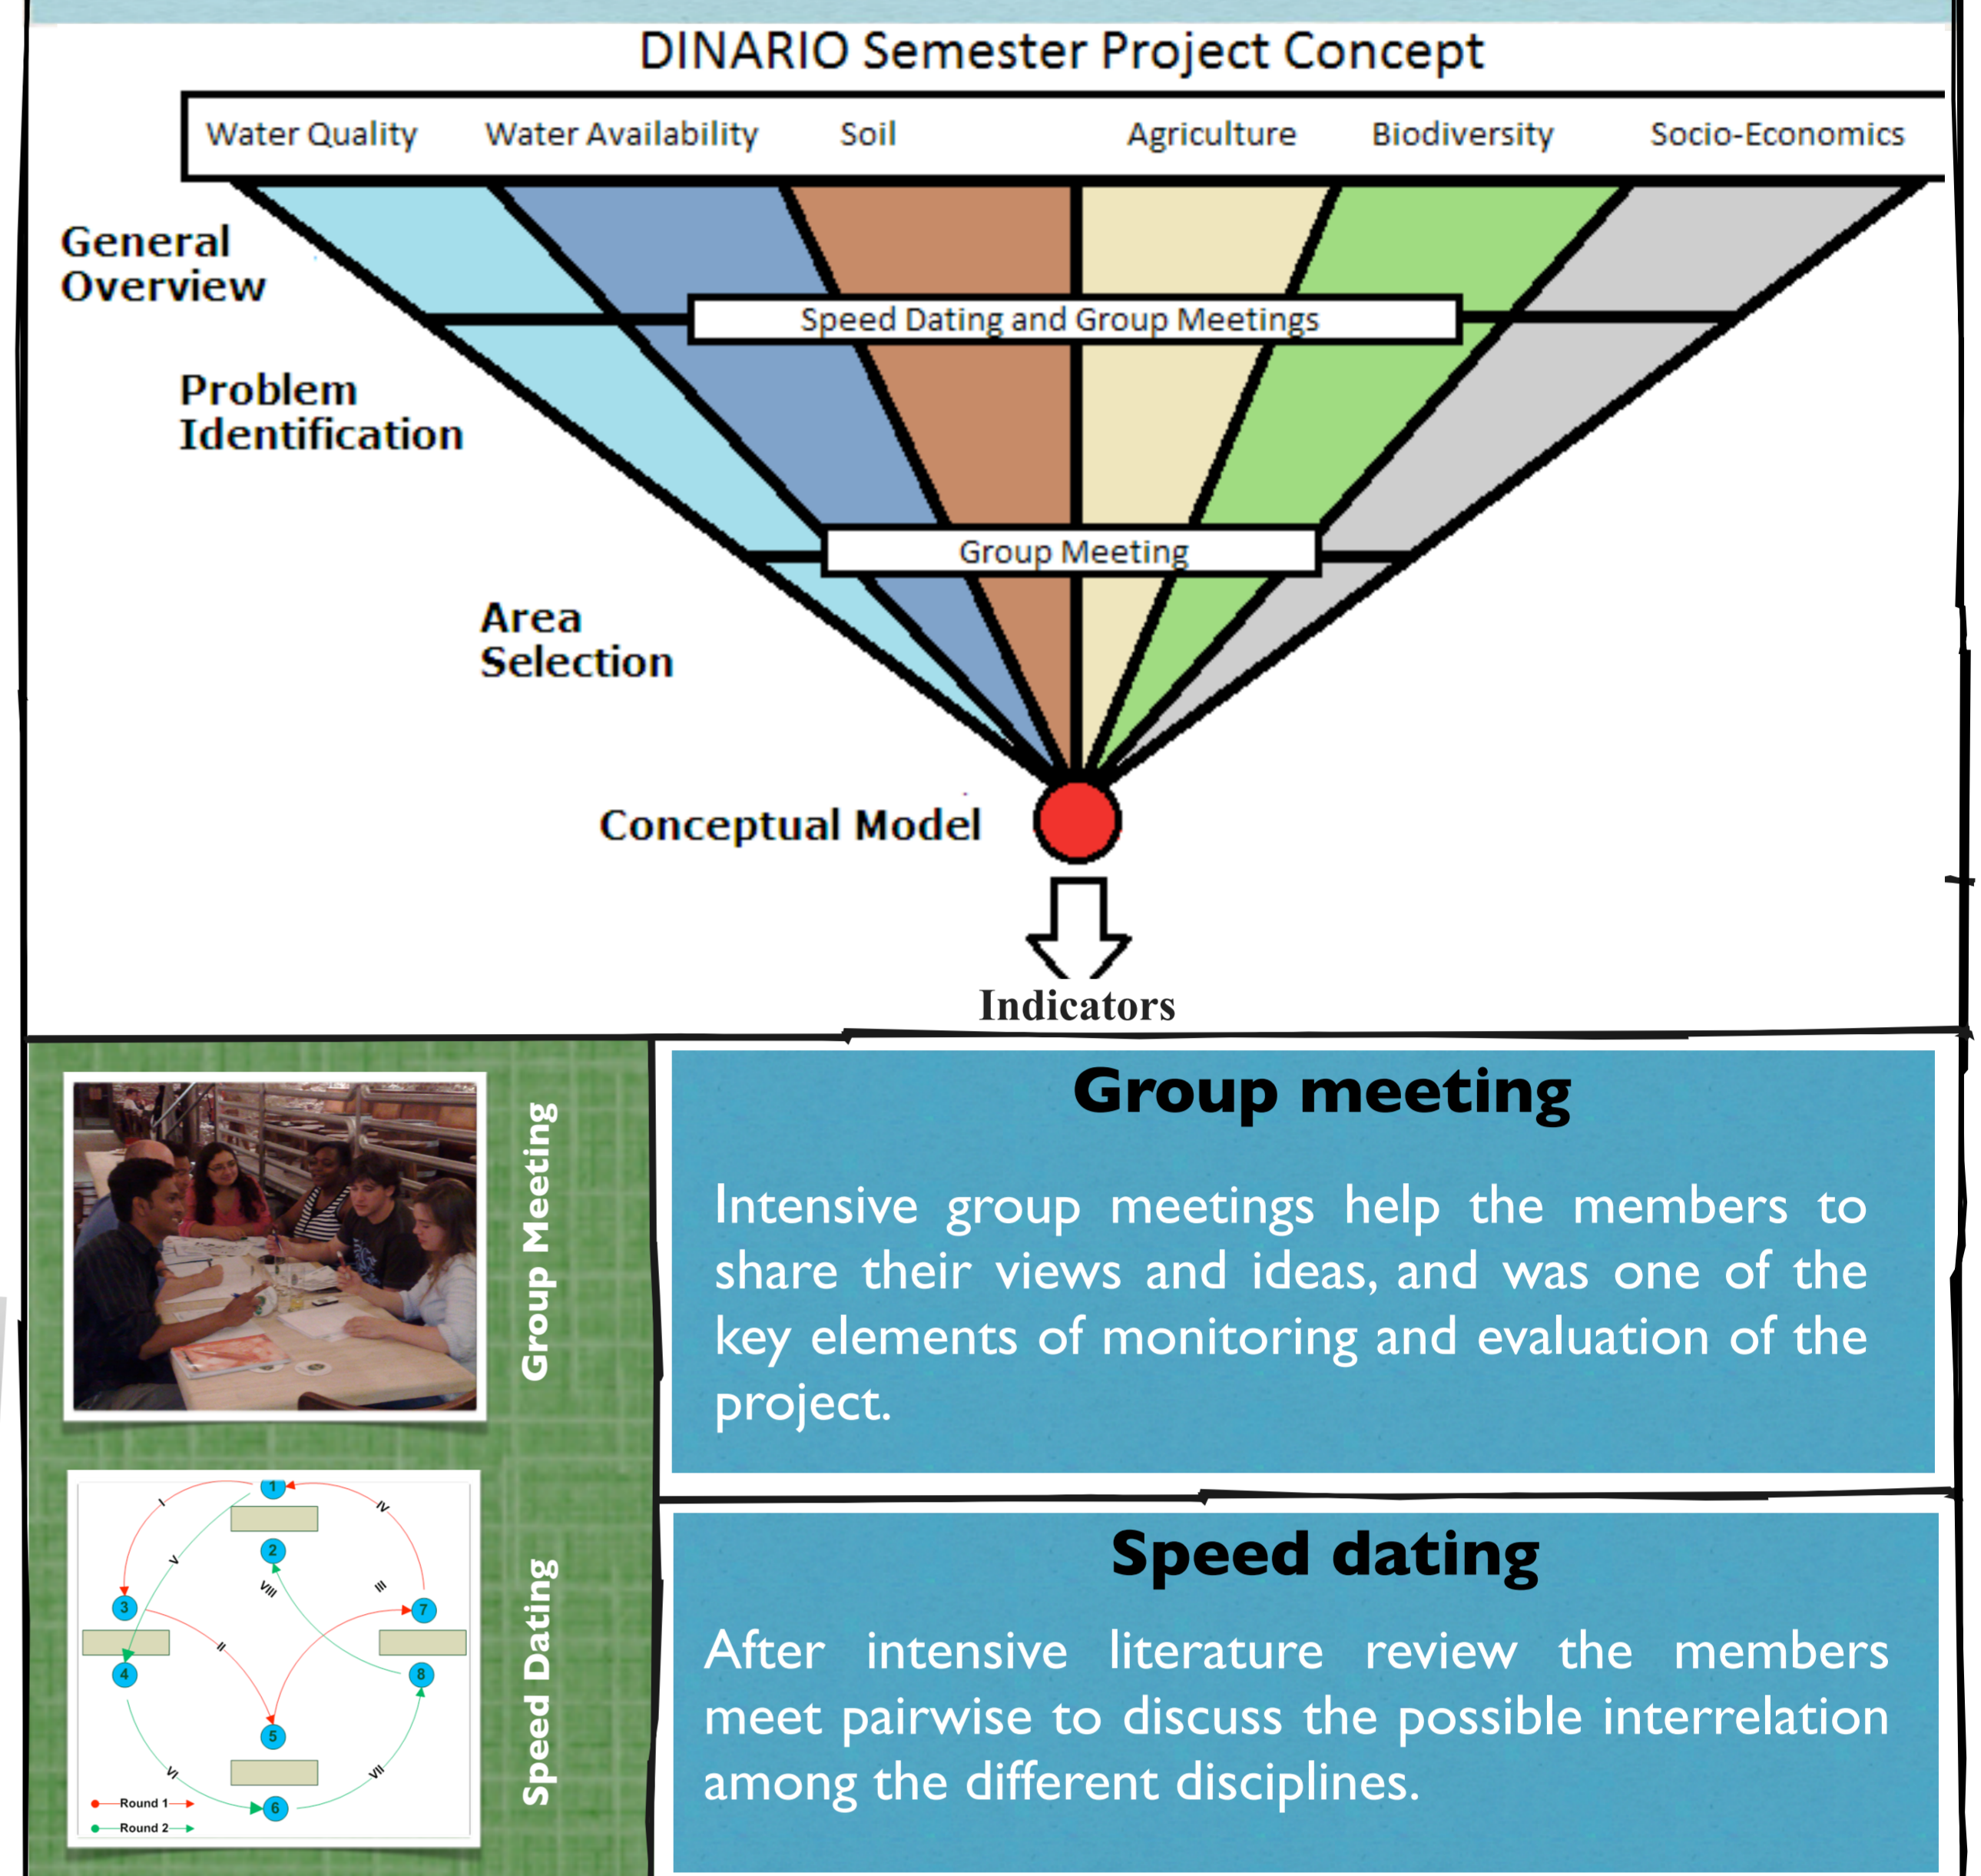 DINARIO Semester Project Concept
Water Quality Water Availability Soil Agriculture Biodiversity Socio-Economics
General
Overview
Speed Dating and Group Meetings
Problem
Identification
Group Meeting
Area
Selection
Conceptual Model
Indicators
Group Meeting
Group meeting
Intensive group meetings help the members to
share their views and ideas, and was one of the
key elements of monitoring and evaluation of the
project.
Speed Dating
1
I
IV
V
2
VIII
III
3
7
II
4
8
5
VI
VII
6
Round 1
Round 2
Speed dating
After intensive literature review the members
meet pairwise to discuss the possible interrelation
among the different disciplines.